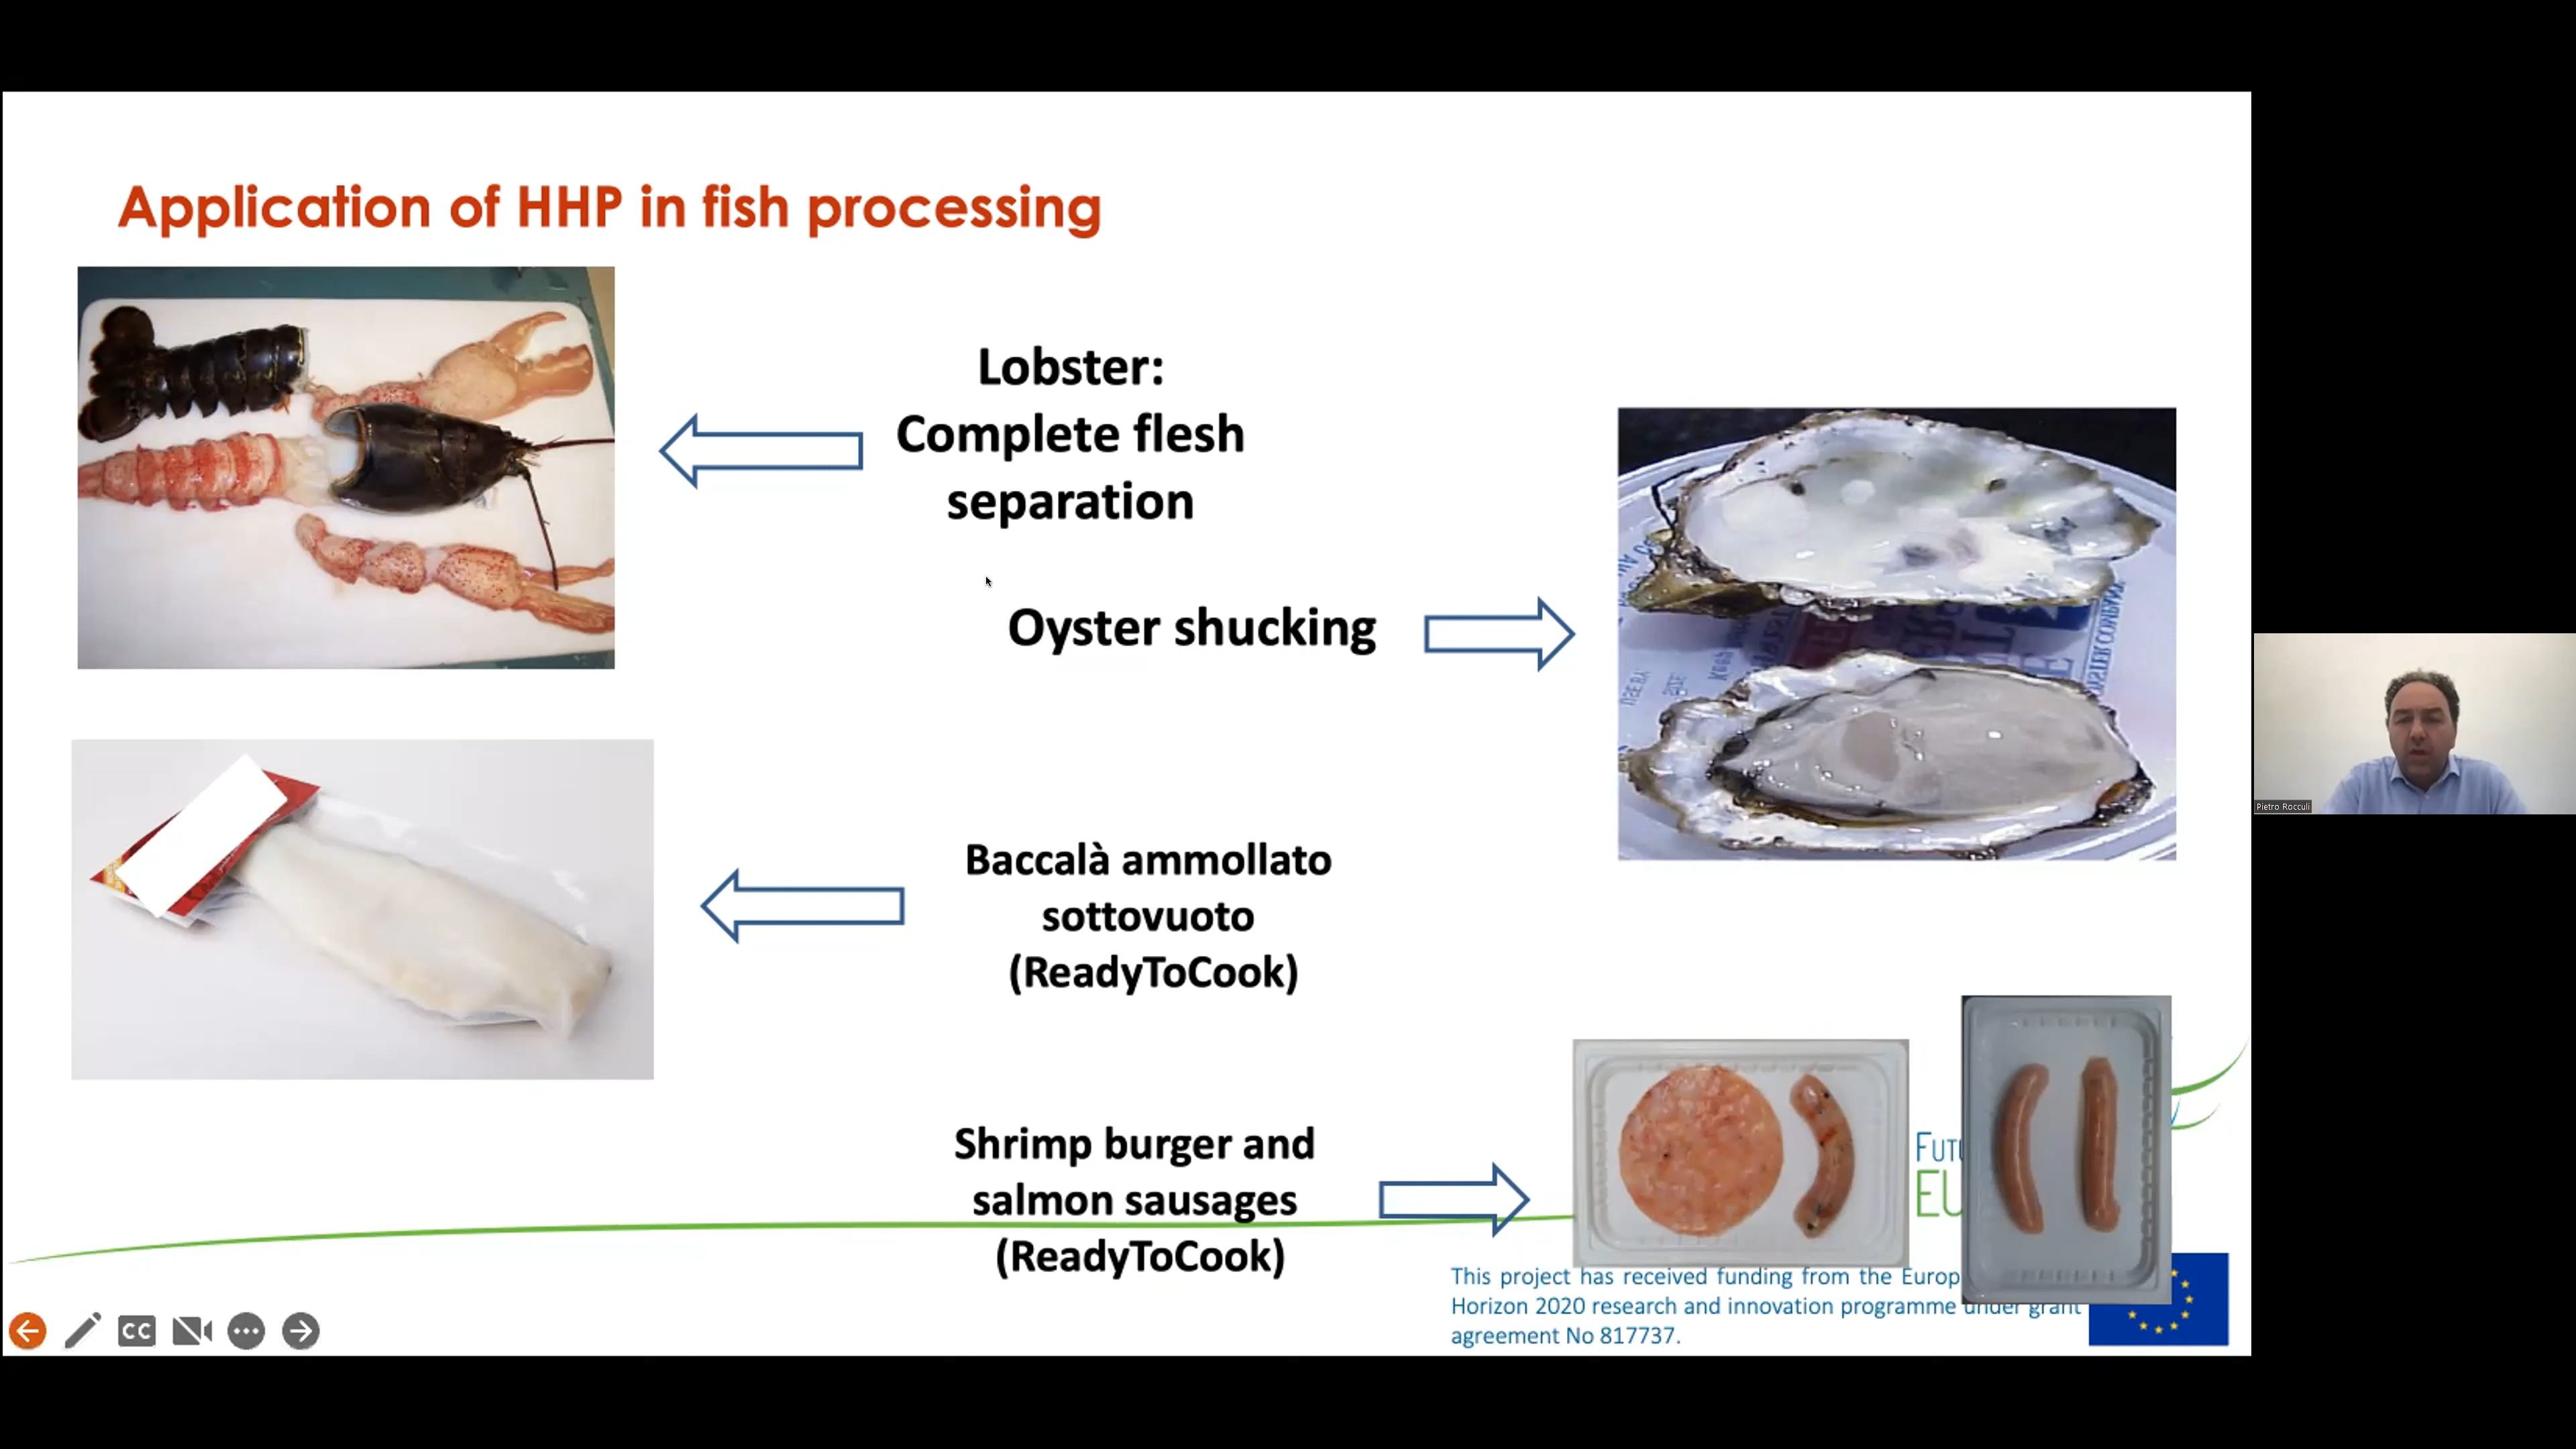 Application of HHP in fish processing
Lobster:
Complete flesh
separation
Oyster shucking
Baccalà ammollato
sottovuoto
(ReadyToCook)
Shrimp burger and
salmon sausages
(ReadyToCook)
This project has received funding from the Europ
Horizon 2020 research and innovation programme under grant
agreement No 817737.
EU
CC
Pietro Rocculi